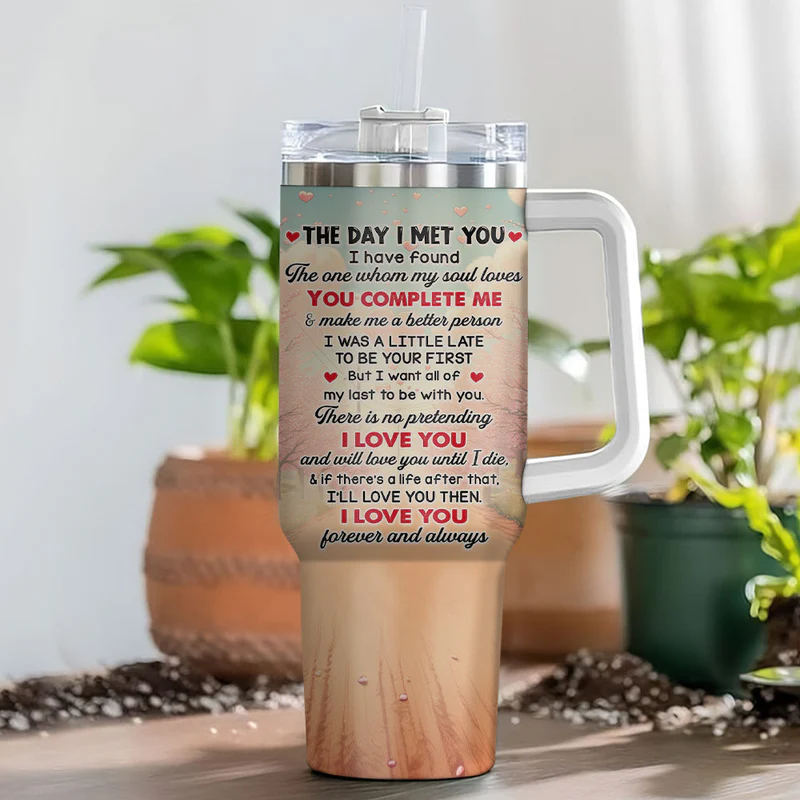 THE DAY I MET YOU
I have found
The one whom my soul loves
YOU COMPLETE ME
& make me a better person
I WAS A LITTLE LATE
TO BE YOUR FIRST
But I want all of
my last to be with you.
There is no pretending
I LOVE YOU
and will love you until I die,
& if there's a life after that,
I'LL LOVE YOU THEN.
I LOVE YOU
forever and always